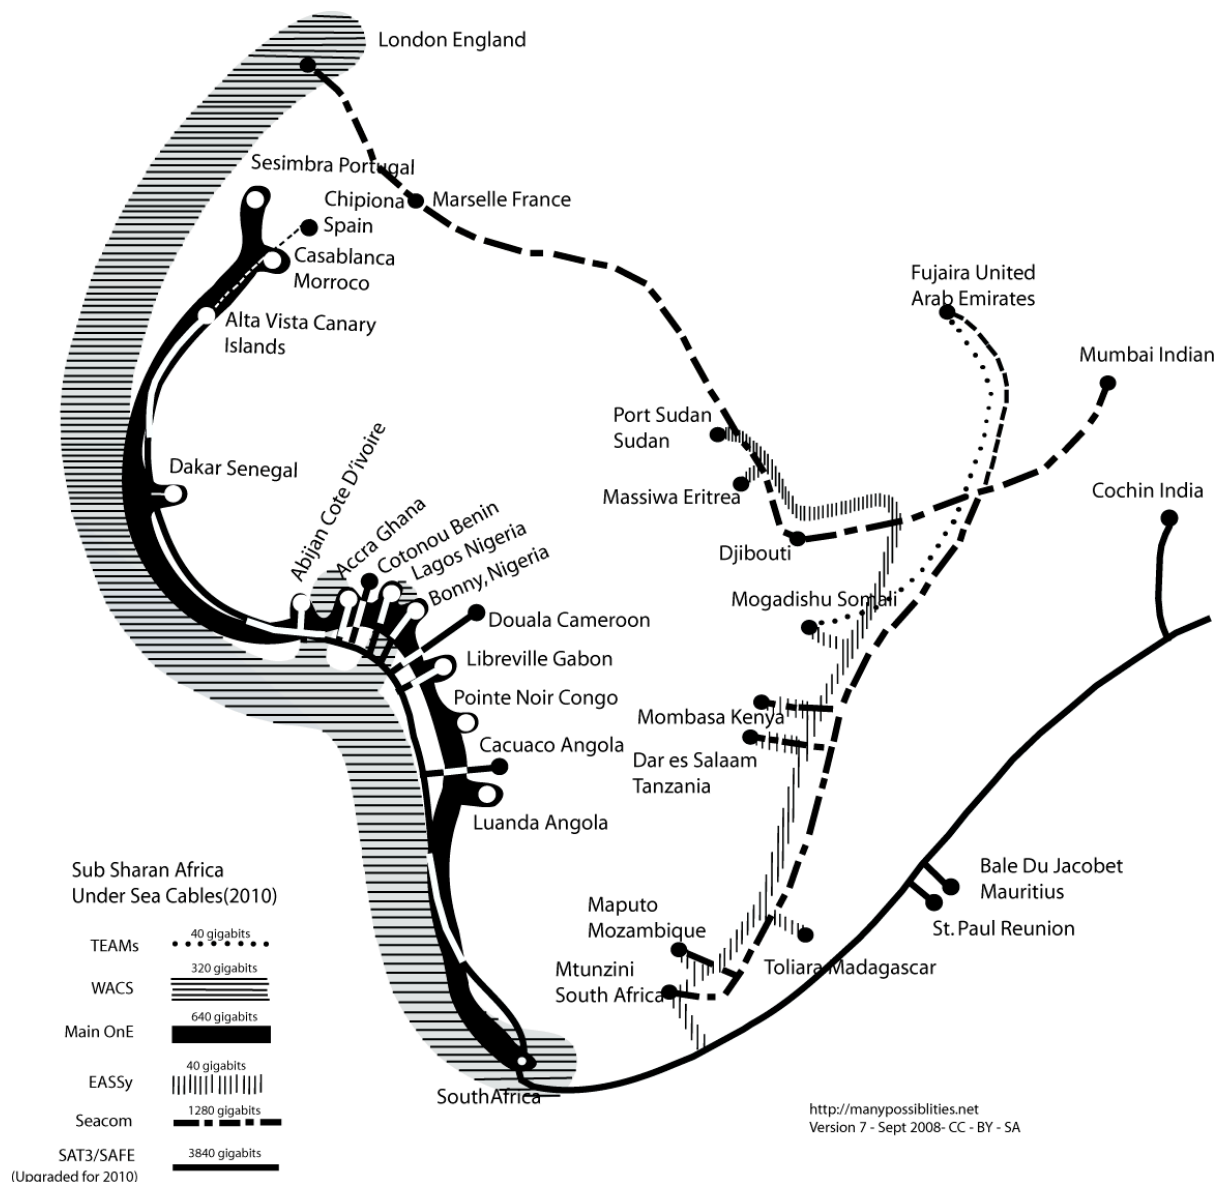 London England
Sesimbra Portugal
Chipiona
Spain
Marselle France
Casablanca
Morroco
Alta Vista Canary
Islands
Fujaira United
Arab Emirates
Mumbai Indian
Port Sudan
Sudan
Massiwa Eritrea
Cochin India
Djibouti
Dakar Senegal
Abijan Cote D'ivoire
Accra Ghana
Cotonou Benin
Lagos Nigeria
Bonny, Nigeria
Douala Cameroon
Libreville Gabon
Pointe Noir Congo
Cacuaco Angola
Luanda Angola
Mogadishu Somali
Mombasa Kenya
Dar es Salaam
Tanzania
Bale Du Jacobet
Mauritius
St. Paul Reunion
Maputo
Mozambique
Toliara Madagascar
Mtunzini
South Africa
SouthAfrica
Sub Sharan Africa
Under Sea Cables(2010)
TEAMs
40 gigabits
WACS
320 gigabits
Main OnE
640 gigabits
EASSy
40 gigabits
Seacom
1280 gigabits
SAT3/SAFE
(Upgraded for 2010)
3840 gigabits
http://manypossiblities.net
Version 7 - Sept 2008- CC - BY - SA